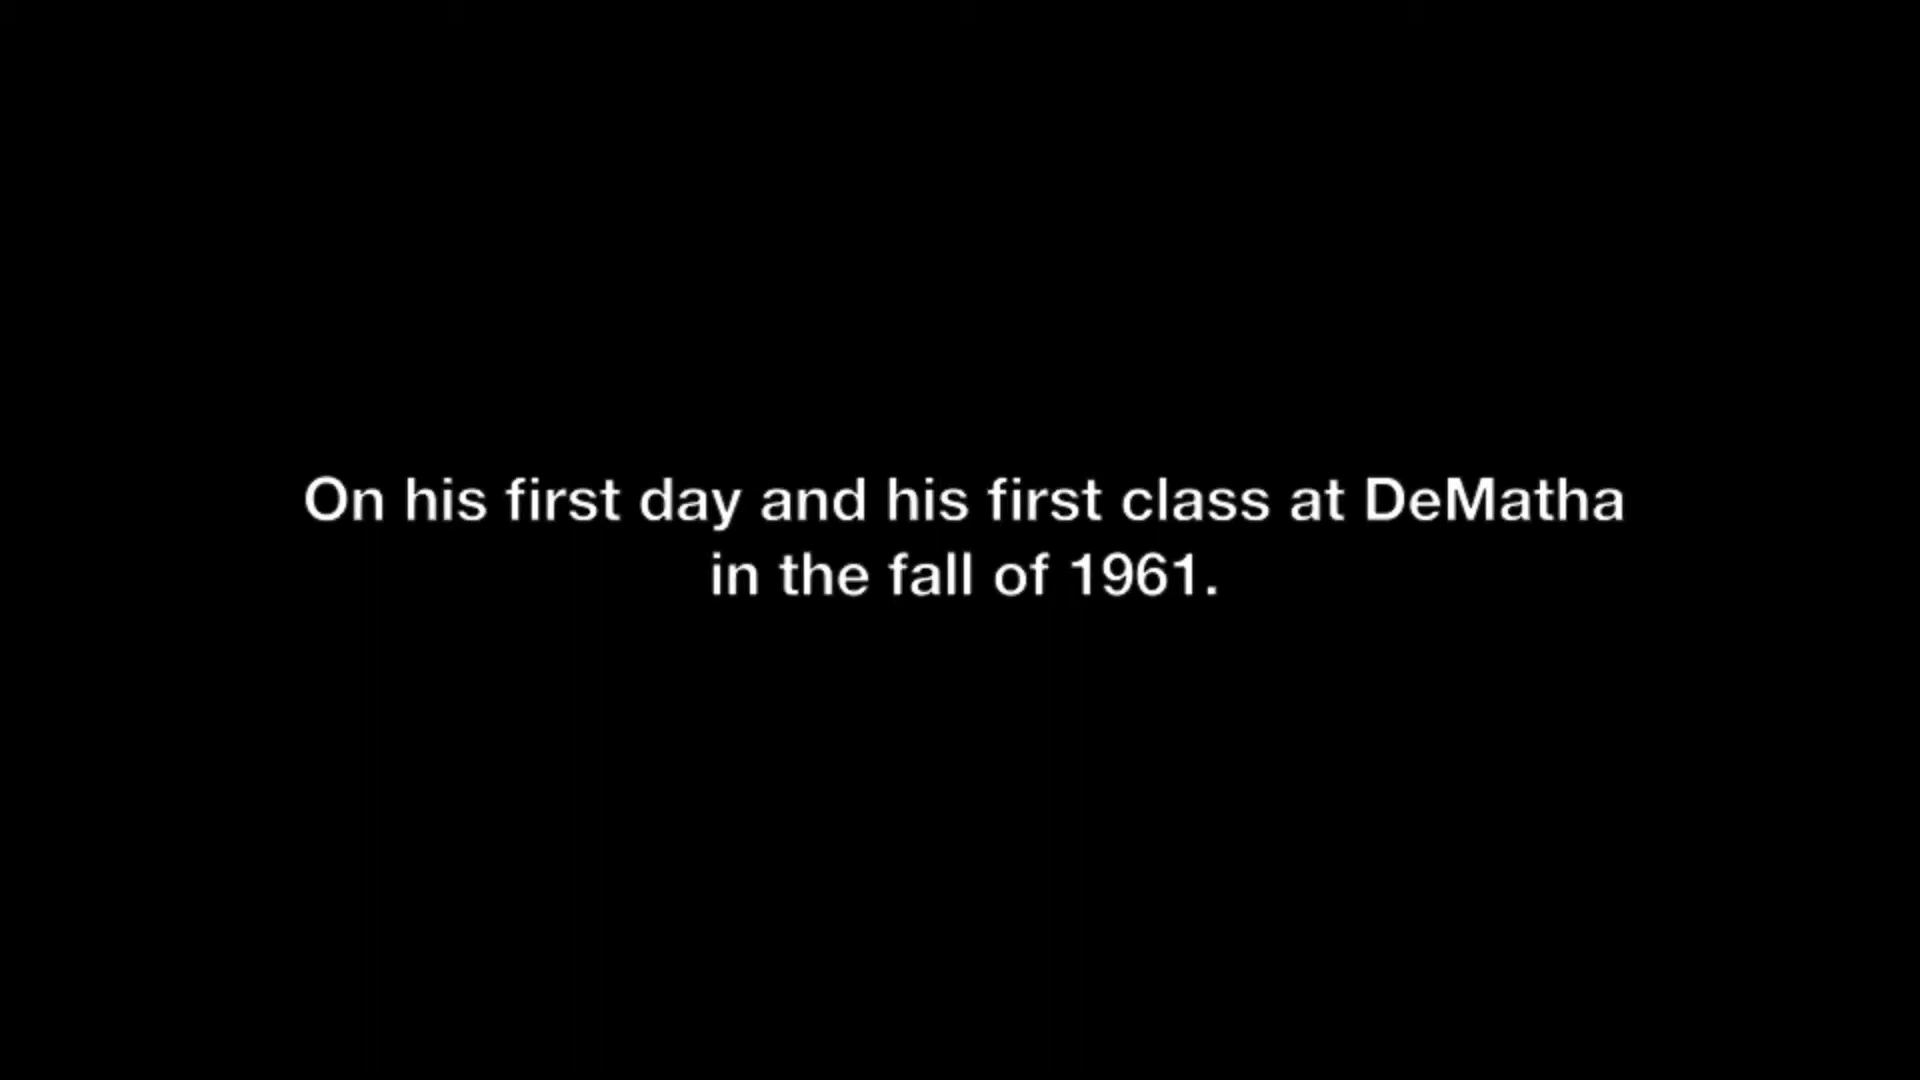 On his first day and his first class at DeMatha
in the fall of 1961.